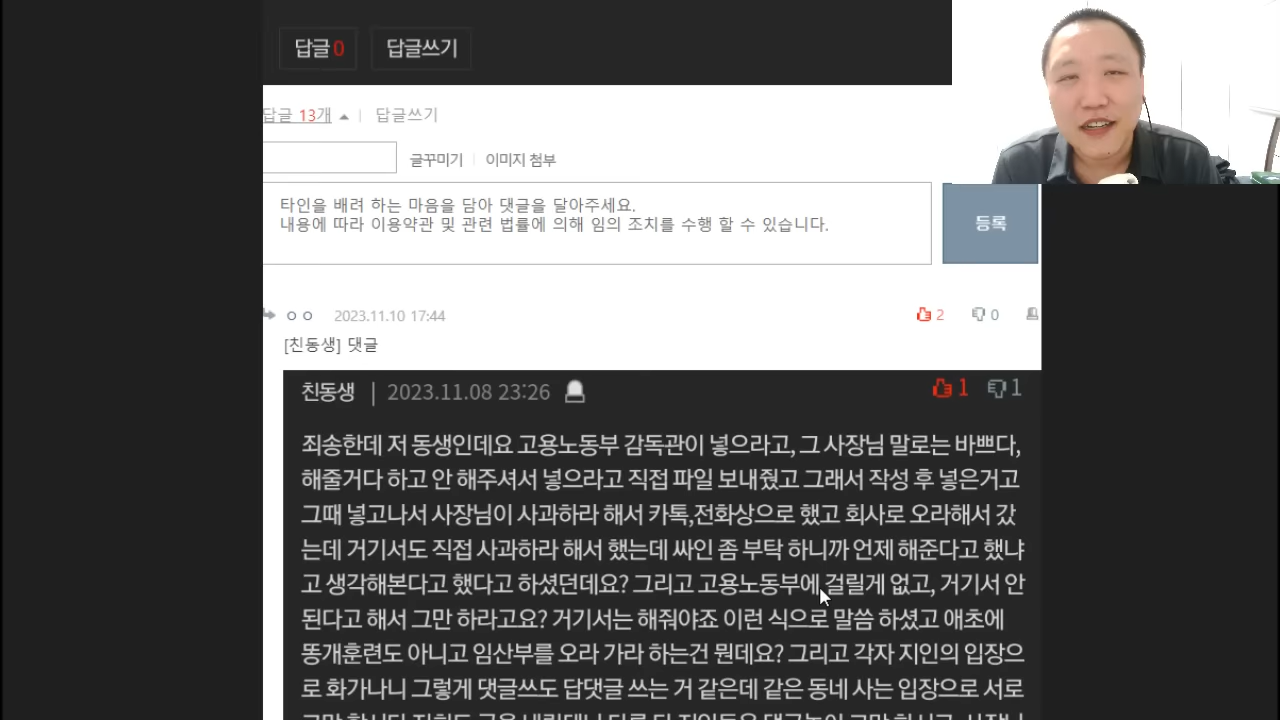 답글 0 답글쓰기
답글 13개 답글쓰기
글꾸미기 이미지 첨부
타인을 배려 하는 마음을 담아 댓글을 달아주세요.
내용에 따라 이용약관 및 관련 법률에 의해 임의 조치를 수행 할 수 있습니다.
등록
ㅇㅇ 2023.11.10 17:44 2 0
[친동생] 댓글
친동생 | 2023.11.08 23:26 1 1
죄송한데 저 동생인데요 고용노동부 감독관이 넣으라고, 그 사장님 말로는 바쁘다,
해줄거다 하고 안 해주셔서 넣으라고 직접 파일 보내줬고 그래서 작성 후 넣은거고
그때 넣고나서 사장님이 사과하라 해서 카톡,전화상으로 했고 회사로 오라해서 갔
는데 거기서도 직접 사과하라 해서 했는데 싸인 좀 부탁 하니까 언제 해준다고 했냐
고 생각해본다고 했다고 하셨던데요? 그리고 고용노동부에 걸릴게 없고, 거기서 안
된다고 해서 그만 하라고요? 거기서는 해줘야죠 이런 식으로 말씀 하셨고 애초에
똥개훈련도 아니고 임산부를 오라 가라 하는건 뭔데요? 그리고 각자 지인의 입장으
로 화가나니 그렇게 댓글쓰도 답댓글 쓰는 거 같은데 같은 동네 사는 입장으로 서로